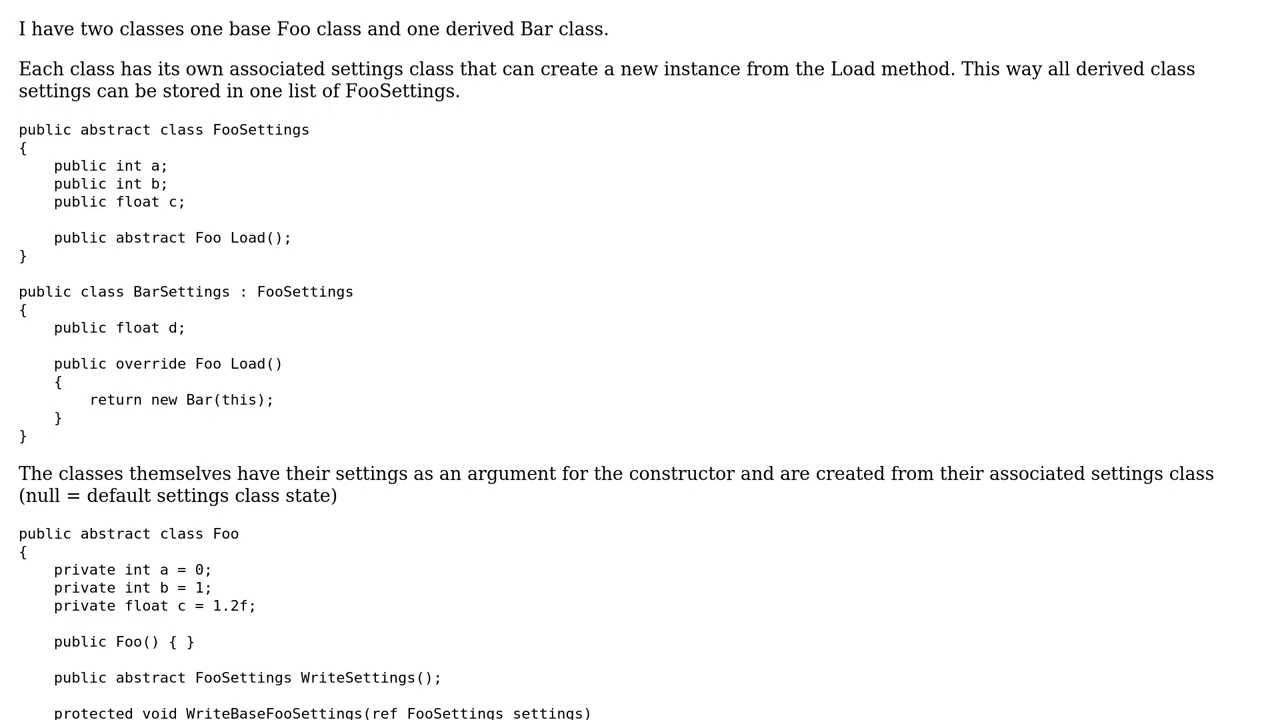 I have two classes one base Foo class and one derived Bar class.
Each class has its own associated settings class that can create a new instance from the Load method. This way all derived class
settings can be stored in one list of FooSettings.
public abstract class FooSettings
{
    public int a;
    public int b;
    public float c;

    public abstract Foo Load();
}

public class BarSettings : FooSettings
{
    public float d;

    public override Foo Load()
    {
        return new Bar(this);
    }
}
The classes themselves have their settings as an argument for the constructor and are created from their associated settings class
(null = default settings class state)
public abstract class Foo
{
    private int a = 0;
    private int b = 1;
    private float c = 1.2f;

    public Foo() { }

    public abstract FooSettings WriteSettings();

    protected void WriteBaseFooSettings(ref FooSettings settings)